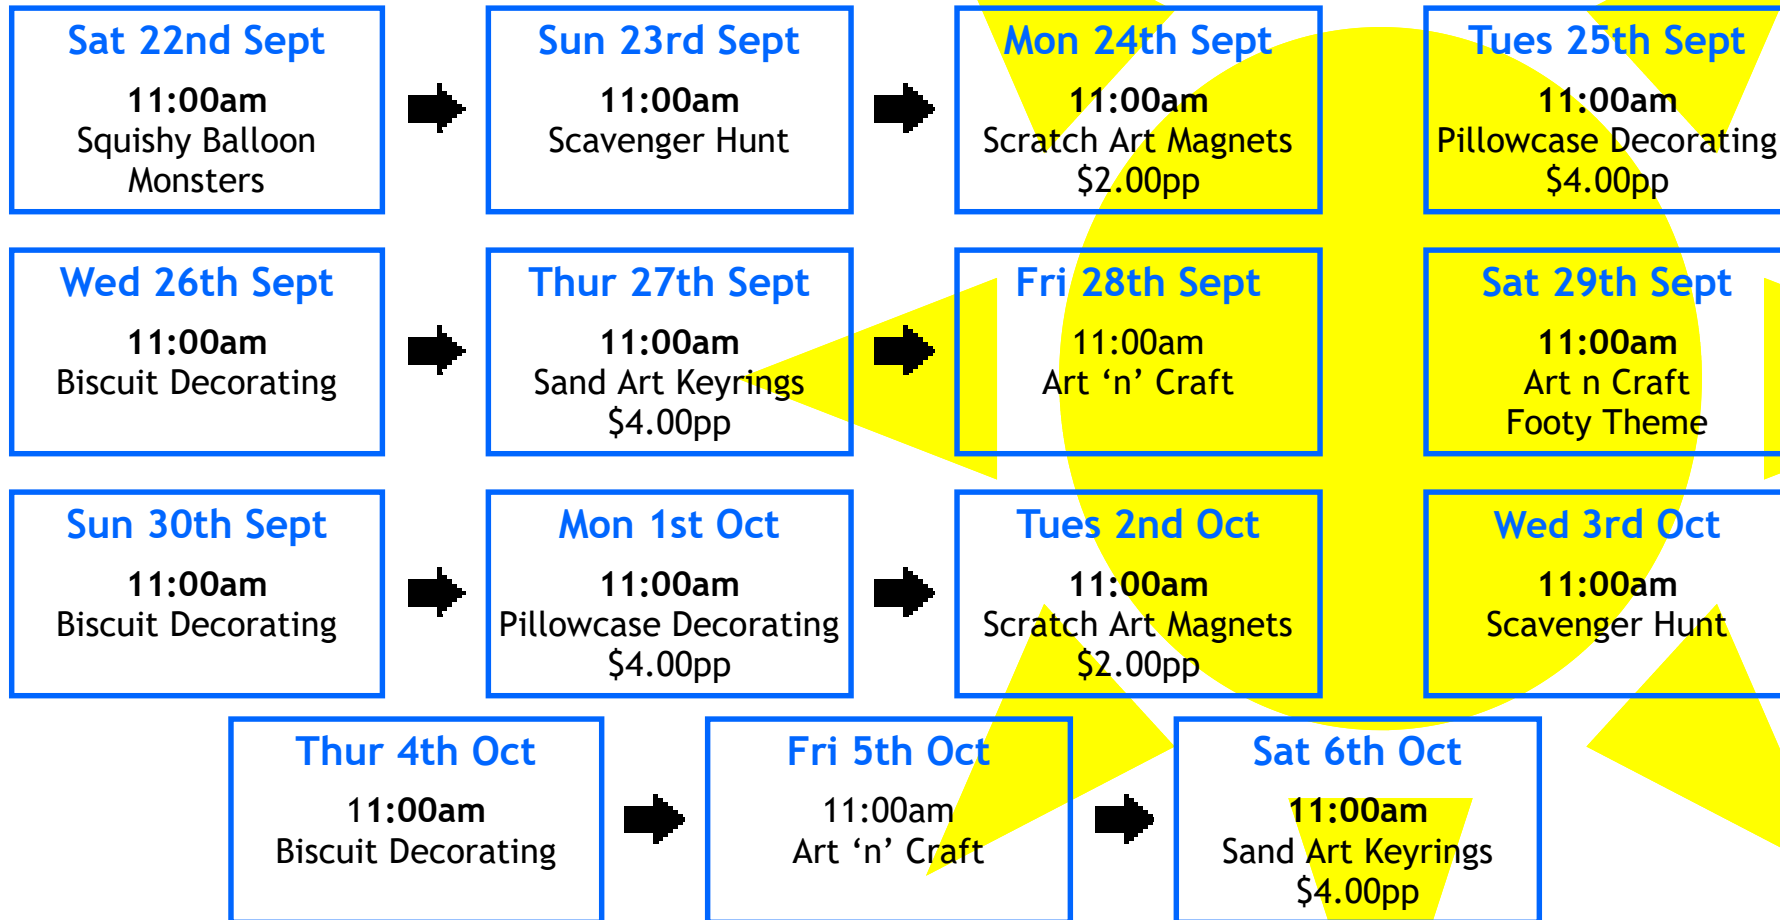 Sat 22nd Sept
11:00am
Squishy Balloon
Monsters
Sun 23rd Sept
11:00am
Scavenger Hunt
Mon 24th Sept
11:00am
Scratch Art Magnets
$2.00pp
Tues 25th Sept
11:00am
Pillowcase Decorating
$4.00pp
Wed 26th Sept
11:00am
Biscuit Decorating
Thur 27th Sept
11:00am
Sand Art Keyrings
$4.00pp
Fri 28th Sept
11:00am
Art ‘n’ Craft
Sat 29th Sept
11:00am
Art n Craft
Footy Theme
Sun 30th Sept
11:00am
Biscuit Decorating
Mon 1st Oct
11:00am
Pillowcase Decorating
$4.00pp
Tues 2nd Oct
11:00am
Scratch Art Magnets
$2.00pp
Wed 3rd Oct
11:00am
Scavenger Hunt
Thur 4th Oct
11:00am
Biscuit Decorating
Fri 5th Oct
11:00am
Art ‘n’ Craft
Sat 6th Oct
11:00am
Sand Art Keyrings
$4.00pp